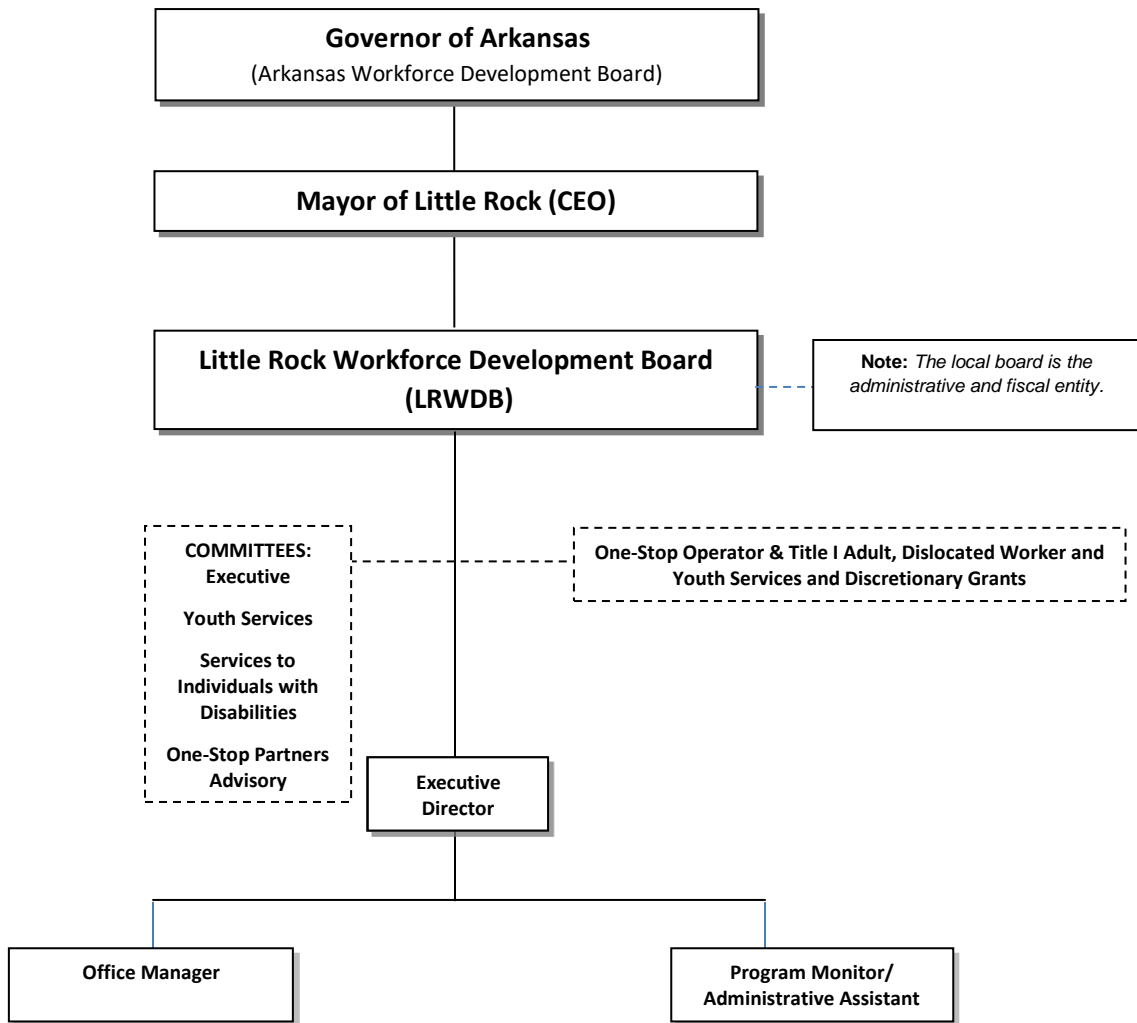 Governor of Arkansas
(Arkansas Workforce Development Board)
Mayor of Little Rock (CEO)
Little Rock Workforce Development Board
(LRWDB)
Note: The local board is the
administrative and fiscal entity.
COMMITTEES:
Executive
Youth Services
Services to
Individuals with
Disabilities
One-Stop Partners
Advisory
One-Stop Operator & Title I Adult, Dislocated Worker and
Youth Services and Discretionary Grants
Executive
Director
Office Manager
Program Monitor/
Administrative Assistant